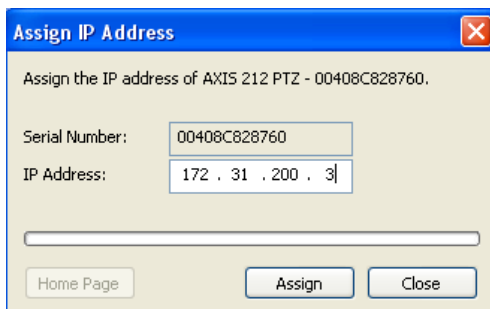 Assign IP Address
Assign the IP address of AXIS 212 PTZ - 00408C828760.
Serial Number: 00408C828760
IP Address: 172 . 31 . 200 . 3
Home Page Assign Close